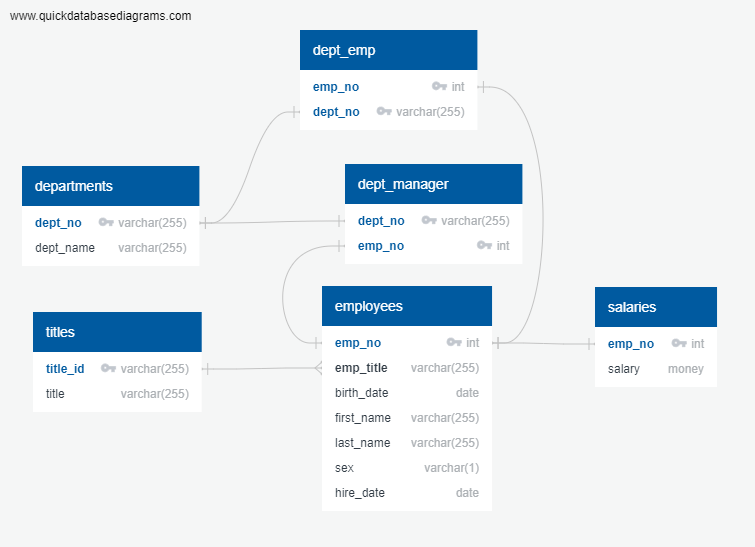 www.quickdatabasediagrams.com
dept_emp
emp_no int
dept_no varchar(255)
departments
dept_no varchar(255)
dept_name varchar(255)
dept_manager
dept_no varchar(255)
emp_no int
titles
title_id varchar(255)
title varchar(255)
employees
emp_no int
emp_title varchar(255)
birth_date date
first_name varchar(255)
last_name varchar(255)
sex varchar(1)
hire_date date
salaries
emp_no int
salary money